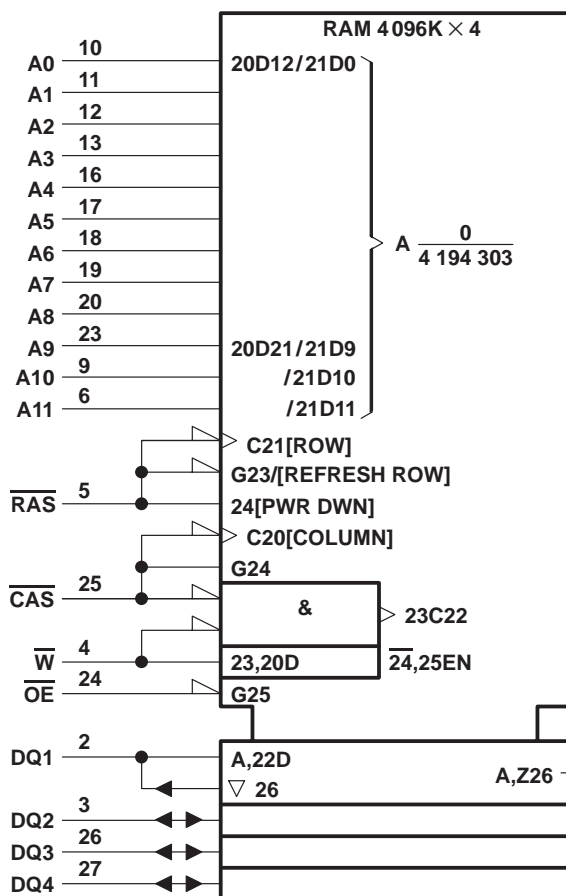 RAM 4096K × 4
A0 10 20D12/21D0
A1 11
A2 12
A3 13
A4 16
A5 17
A6 18
A7 19
A8 20
A9 23 20D21/21D9
A10 9 /21D10
A11 6 /21D11
A 0
4 194 303
C21[ROW]
G23/[REFRESH ROW]
RAS 5 24[PWR DWN]
C20[COLUMN]
G24
CAS 25
& 23C22
W 4 23,20D 24,25EN
OE 24 G25
DQ1 2 A,22D
26 A,Z26
DQ2 3
DQ3 26
DQ4 27